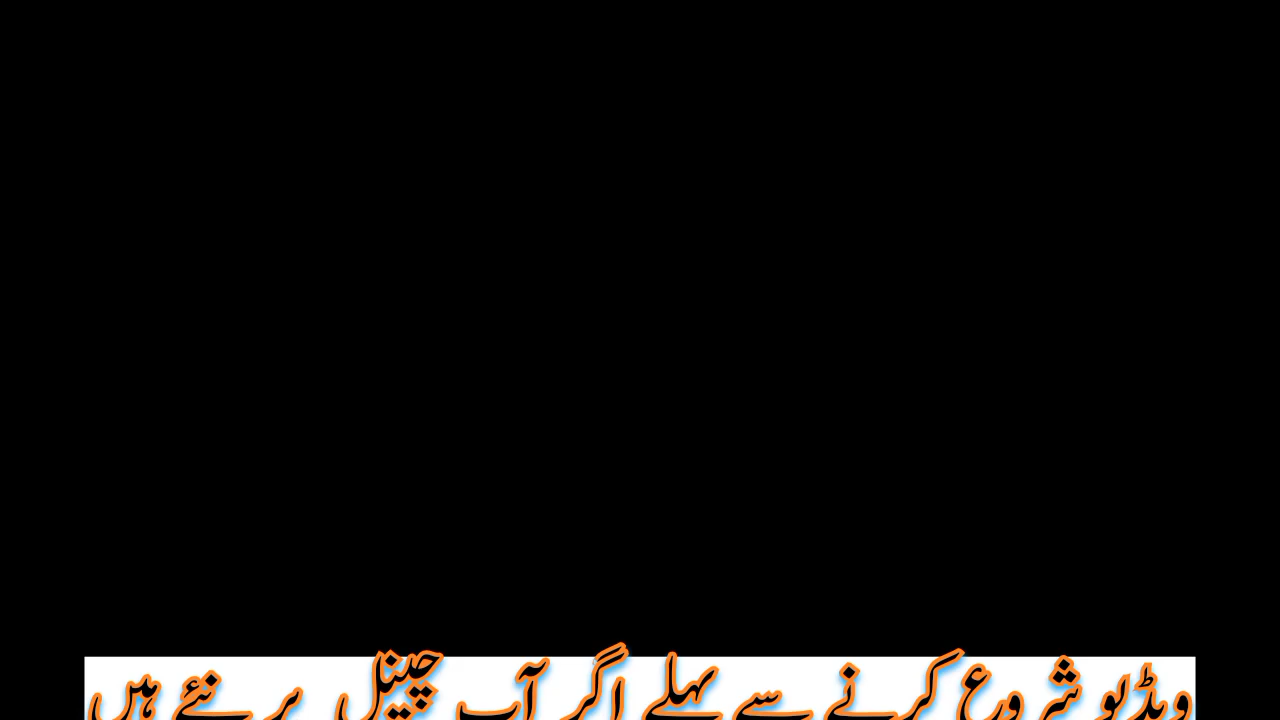 ویڈیو شروع کرنے سے پہلے اگر آپ چینل پر نئے ہیں